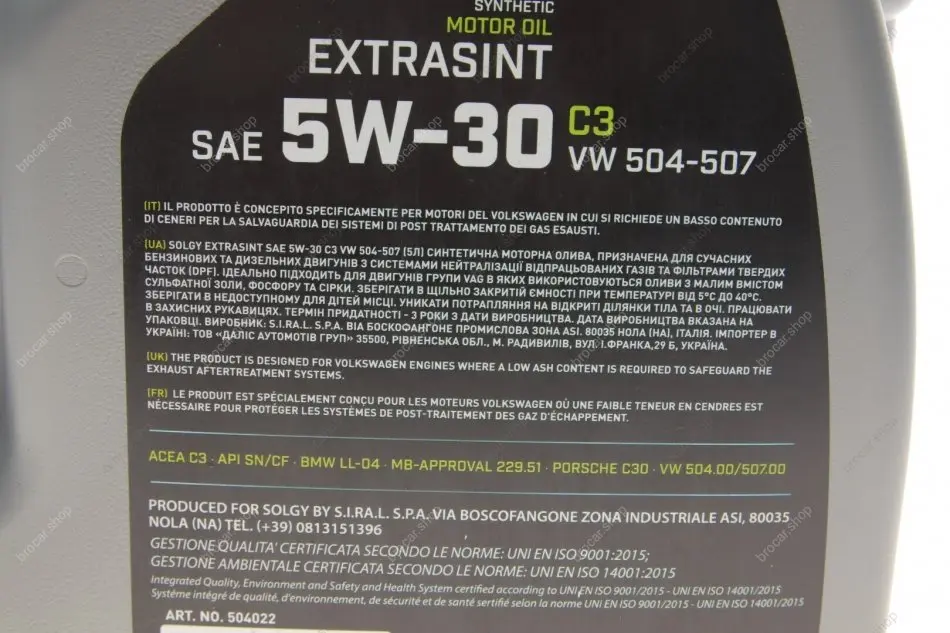 SYNTHETIC
MOTOR OIL
EXTRASINT
SAE 5W-30 C3
VW 504-507
(IT) IL PRODOTTO È CONCEPITO SPECIFICAMENTE PER MOTORI DEL VOLKSWAGEN IN CUI SI RICHIEDE UN BASSO CONTENUTO
DI CENERI PER LA SALVAGUARDIA DEI SISTEMI DI POST TRATTAMENTO DEI GAS ESAUSTI.
(UA) SOLGY EXTRASINT SAE 5W-30 C3 VW 504-507 (5Л) СИНТЕТИЧНА МОТОРНА ОЛИВА, ПРИЗНАЧЕНА ДЛЯ СУЧАСНИХ
БЕНЗИНОВИХ ТА ДИЗЕЛЬНИХ ДВИГУНІВ З СИСТЕМАМИ НЕЙТРАЛІЗАЦІЇ ВІДПРАЦЬОВАНИХ ГАЗІВ ТА ФІЛЬТРАМИ ТВЕРДИХ
ЧАСТОК (DPF). ІДЕАЛЬНО ПІДХОДИТЬ ДЛЯ ДВИГУНІВ ГРУПИ VAG В ЯКИХ ВИКОРИСТОВУЮТЬСЯ ОЛИВИ З МАЛИМ ВМІСТОМ
СУЛЬФАТНОЇ ЗОЛИ, ФОСФОРУ ТА СІРКИ. ЗБЕРІГАТИ В ЩІЛЬНО ЗАКРИТІЙ ЄМНОСТІ ПРИ ТЕМПЕРАТУРІ ВІД 5°C ДО 40°C.
ЗБЕРІГАТИ В НЕДОСТУПНОМУ ДЛЯ ДІТЕЙ МІСЦІ. УНИКАТИ ПОТРАПЛЯННЯ НА ВІДКРИТІ ДІЛЯНКИ ТІЛА ТА В ОЧІ. ПРАЦЮВАТИ
В ЗАХИСНИХ РУКАВИЦЯХ. ТЕРМІН ПРИДАТНОСТІ - 3 РОКИ З ДАТИ ВИРОБНИЦТВА. ДАТА ВИРОБНИЦТВА ВКАЗАНА НА
УПАКОВЦІ. ВИРОБНИК: S.I.RA.L. S.P.A. ВІА БОСКОФАНГОНЕ ПРОМИСЛОВА ЗОНА ASI. 80035 НОЛА (НА). ІТАЛІЯ. ІМПОРТЕР В
УКРАЇНІ: ТОВ «ДАЛІС АУТОМОТІВ ГРУП» 35500, РІВНЕНСЬКА ОБЛ., М. РАДИВИЛІВ, ВУЛ. І.ФРАНКА,29 Б, УКРАЇНА.
(UK) THE PRODUCT IS DESIGNED FOR VOLKSWAGEN ENGINES WHERE A LOW ASH CONTENT IS REQUIRED TO SAFEGUARD THE
EXHAUST AFTERTREATMENT SYSTEMS.
(FR) LE PRODUIT EST SPÉCIALEMENT CONÇU POUR LES MOTEURS VOLKSWAGEN OÙ UNE FAIBLE TENEUR EN CENDRES EST
NÉCESSAIRE POUR PROTÉGER LES SYSTÈMES DE POST-TRAITEMENT DES GAZ D'ÉCHAPPEMENT.
ACEA C3 · API SN/CF · BMW LL-04 · MB-APPROVAL 229.51 · PORSCHE C30 · VW 504.00/507.00
PRODUCED FOR SOLGY BY S.I.RA.L. S.P.A. VIA BOSCOFANGONE ZONA INDUSTRIALE ASI, 80035
NOLA (NA) TEL. (+39) 0813151396
GESTIONE QUALITA' CERTIFICATA SECONDO LE NORME: UNI EN ISO 9001:2015;
GESTIONE AMBIENTALE CERTIFICATA SECONDO LE NORME: UNI EN ISO 14001:2015
Integrated Quality, Environment and Safety and Health System certified according to UNI EN ISO 9001/2015 - UNI EN ISO 14001/2015
Système intégré de qualité, d'environnement, de sécurité et de santé sertifié selon la norme UNI EN ISO 9001/2015 - UNI EN ISO 14001/2015
ART. NO. 504022
brocar.shop